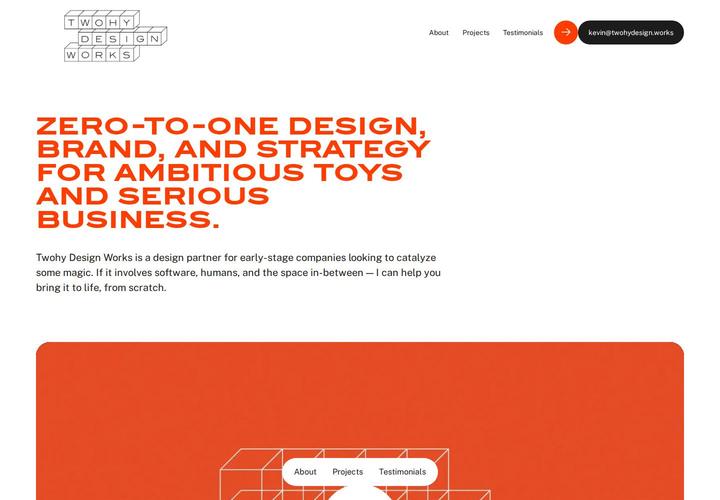 TWOHY
DESIGN
WORKS
About Projects Testimonials kevin@twohydesign.works
ZERO-TO-ONE DESIGN,
BRAND, AND STRATEGY
FOR AMBITIOUS TOYS
AND SERIOUS
BUSINESS.
Twohy Design Works is a design partner for early-stage companies looking to catalyze
some magic. If it involves software, humans, and the space in-between — I can help you
bring it to life, from scratch.
About Projects Testimonials